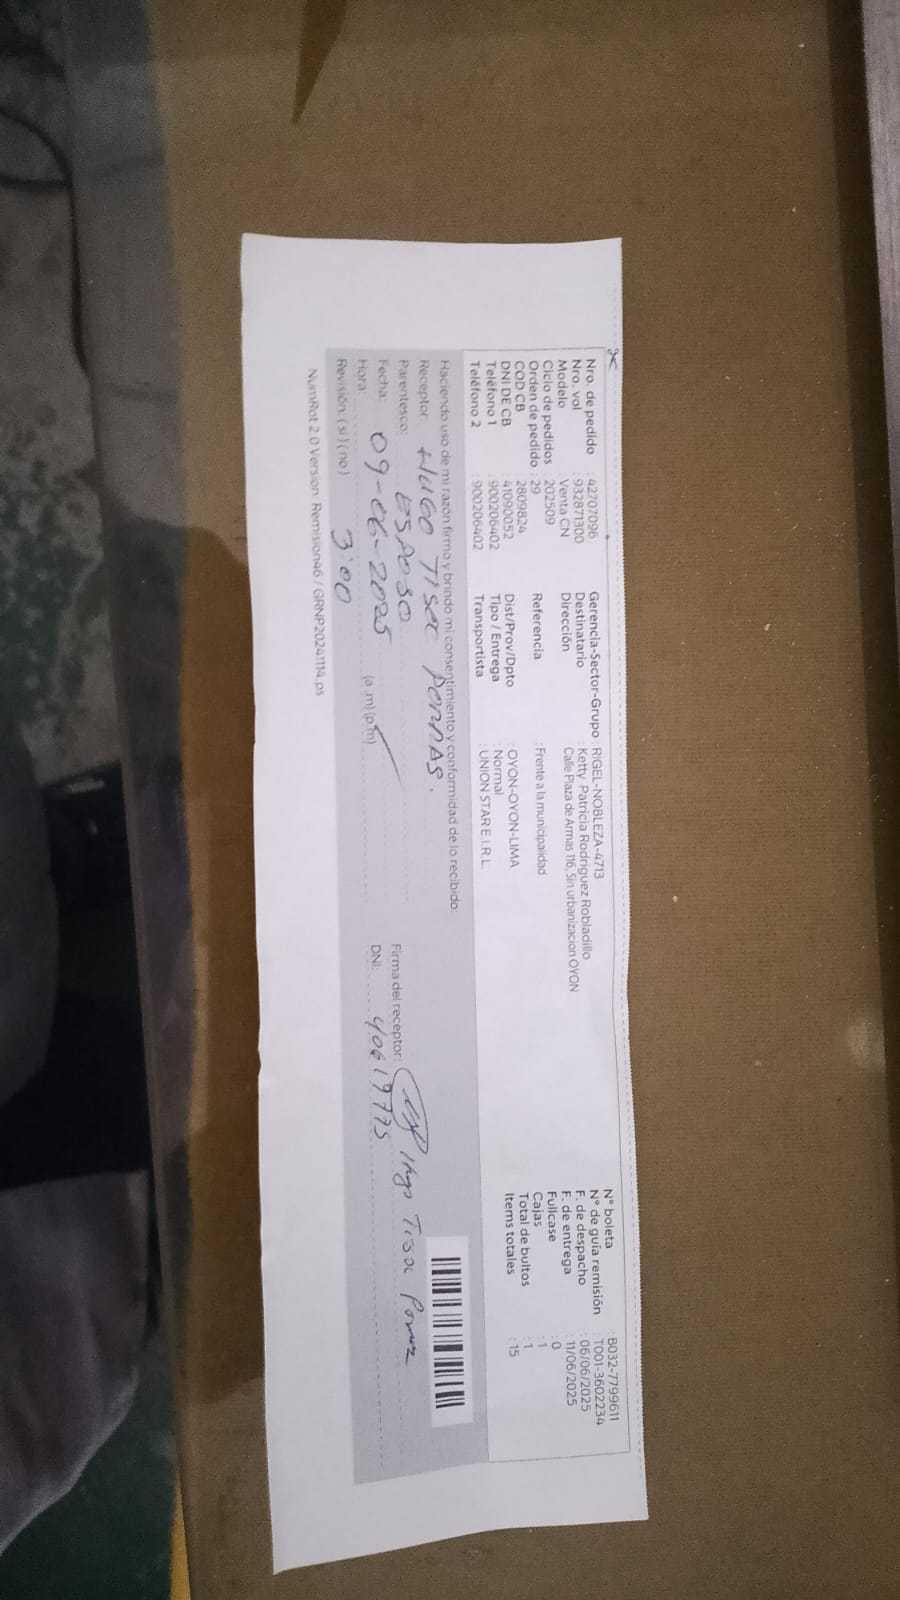 Nro. de pedido : 42707096
Nro. vol : 932871300
Modelo : Venta CN
Ciclo de pedidos : 202509
Orden de pedido : 29
COD CB : 2809824
DNI DE CB : 41090052
Teléfono 1 : 900206402
Teléfono 2 : 900206402
Gerencia-Sector-Grupo : RIGEL-NOBLEZA-4713
Destinatario : Ketty Patricia Rodriguez Robladillo
Dirección : Calle Plaza de Armas 116, Sin urbanizacion OYON
Referencia : Frente a la municipalidad
Dist/Prov/Dpto : OYON-OYON-LIMA
Tipo / Entrega : Normal
Transportista : UNION STAR E.I.R.L.
N° boleta : B032-7799611
N° de guía remisión : T001-3602234
F. de despacho : 06/06/2025
F. de entrega : 11/06/2025
Fullcase : 0
Cajas : 1
Total de bultos : 1
Items totales : 15
Haciendo uso de mi razón firmo y brindo mi consentimiento y conformidad de lo recibido:
Receptor: HUGO TISOC PORRAS.
Parentesco: ESPOSO
Fecha: 09-06-2025
Hora: 3:00 (a .m) (p.m)
Revisión: ( si ) ( no )
Firma del receptor: Hugo Tisoc
DNI: 40619775
NumRot 2.0 Version: Remision46 / GRNP20241114.ps